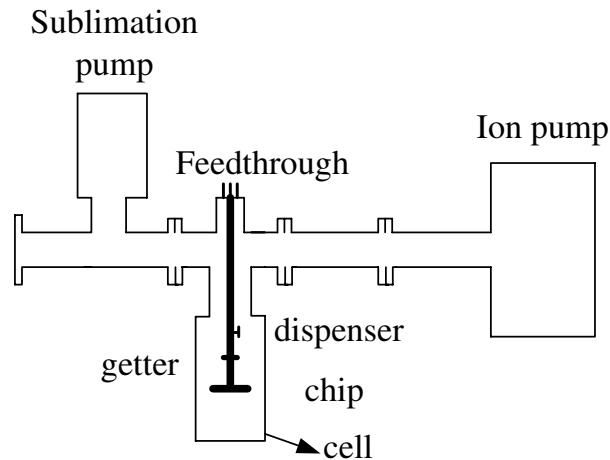 Sublimation
pump
Ion pump
Feedthrough
dispenser
getter
chip
cell